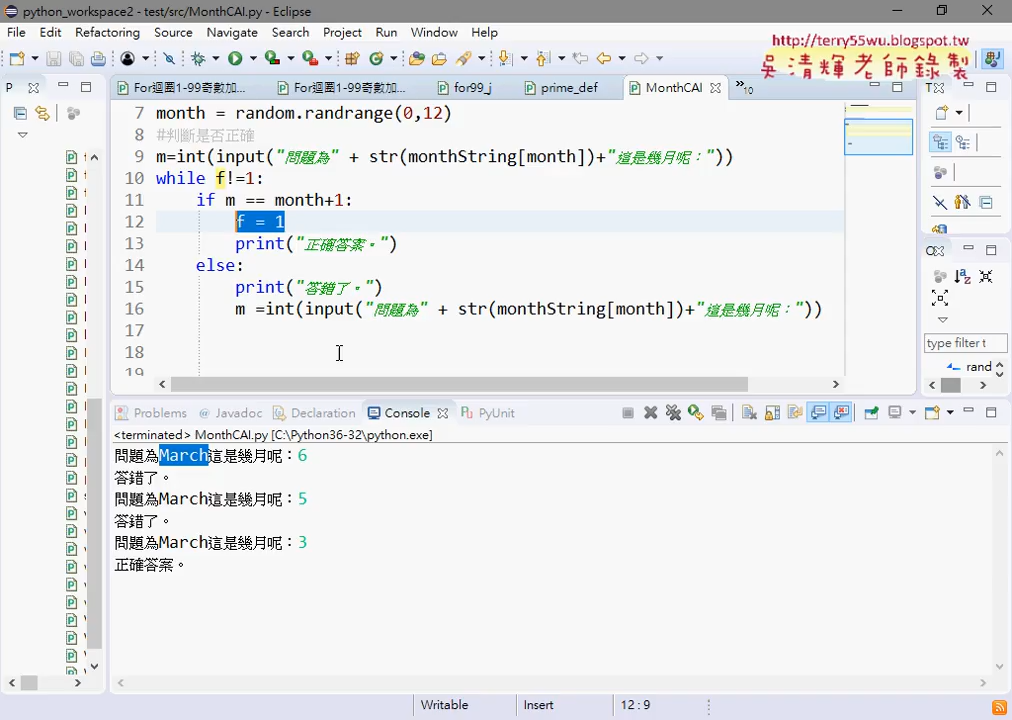 python_workspace2 - test/src/MonthCAI.py - Eclipse
File Edit Refactoring Source Navigate Search Project Run Window Help
http://terry55wu.blogspot.tw
吳清輝老師錄製
P
For迴圈1-99奇數加...
For迴圈1-99奇數加...
for99_j
prime_def
MonthCAI
»10
7 month = random.randrange(0,12)
8 #判斷是否正確
9 m=int(input("問題為" + str(monthString[month])+"這是幾月呢："))
10 while f!=1:
11 if m == month+1:
12 f = 1
13 print("正確答案。")
14 else:
15 print("答錯了。")
16 m =int(input("問題為" + str(monthString[month])+"這是幾月呢："))
17
18
19
type filter t
rand
Problems @ Javadoc Declaration Console PyUnit
<terminated> MonthCAI.py [C:\Python36-32\python.exe]
問題為March這是幾月呢：6
答錯了。
問題為March這是幾月呢：5
答錯了。
問題為March這是幾月呢：3
正確答案。
Writable Insert 12 : 9